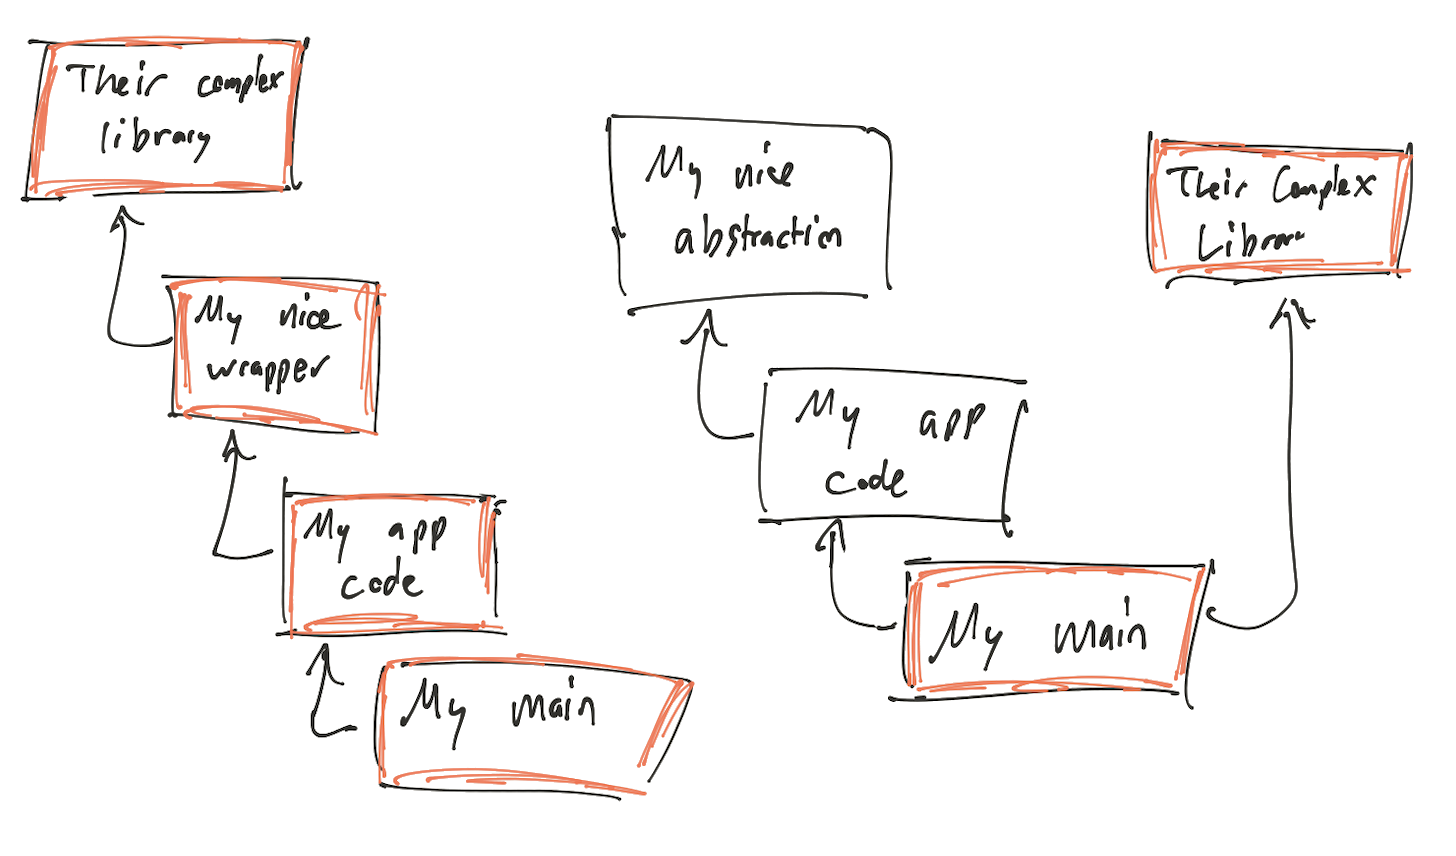 Their complex
library
My nice
wrapper
My app
code
My main
My nice
abstraction
My app
code
My main
Their Complex
Library